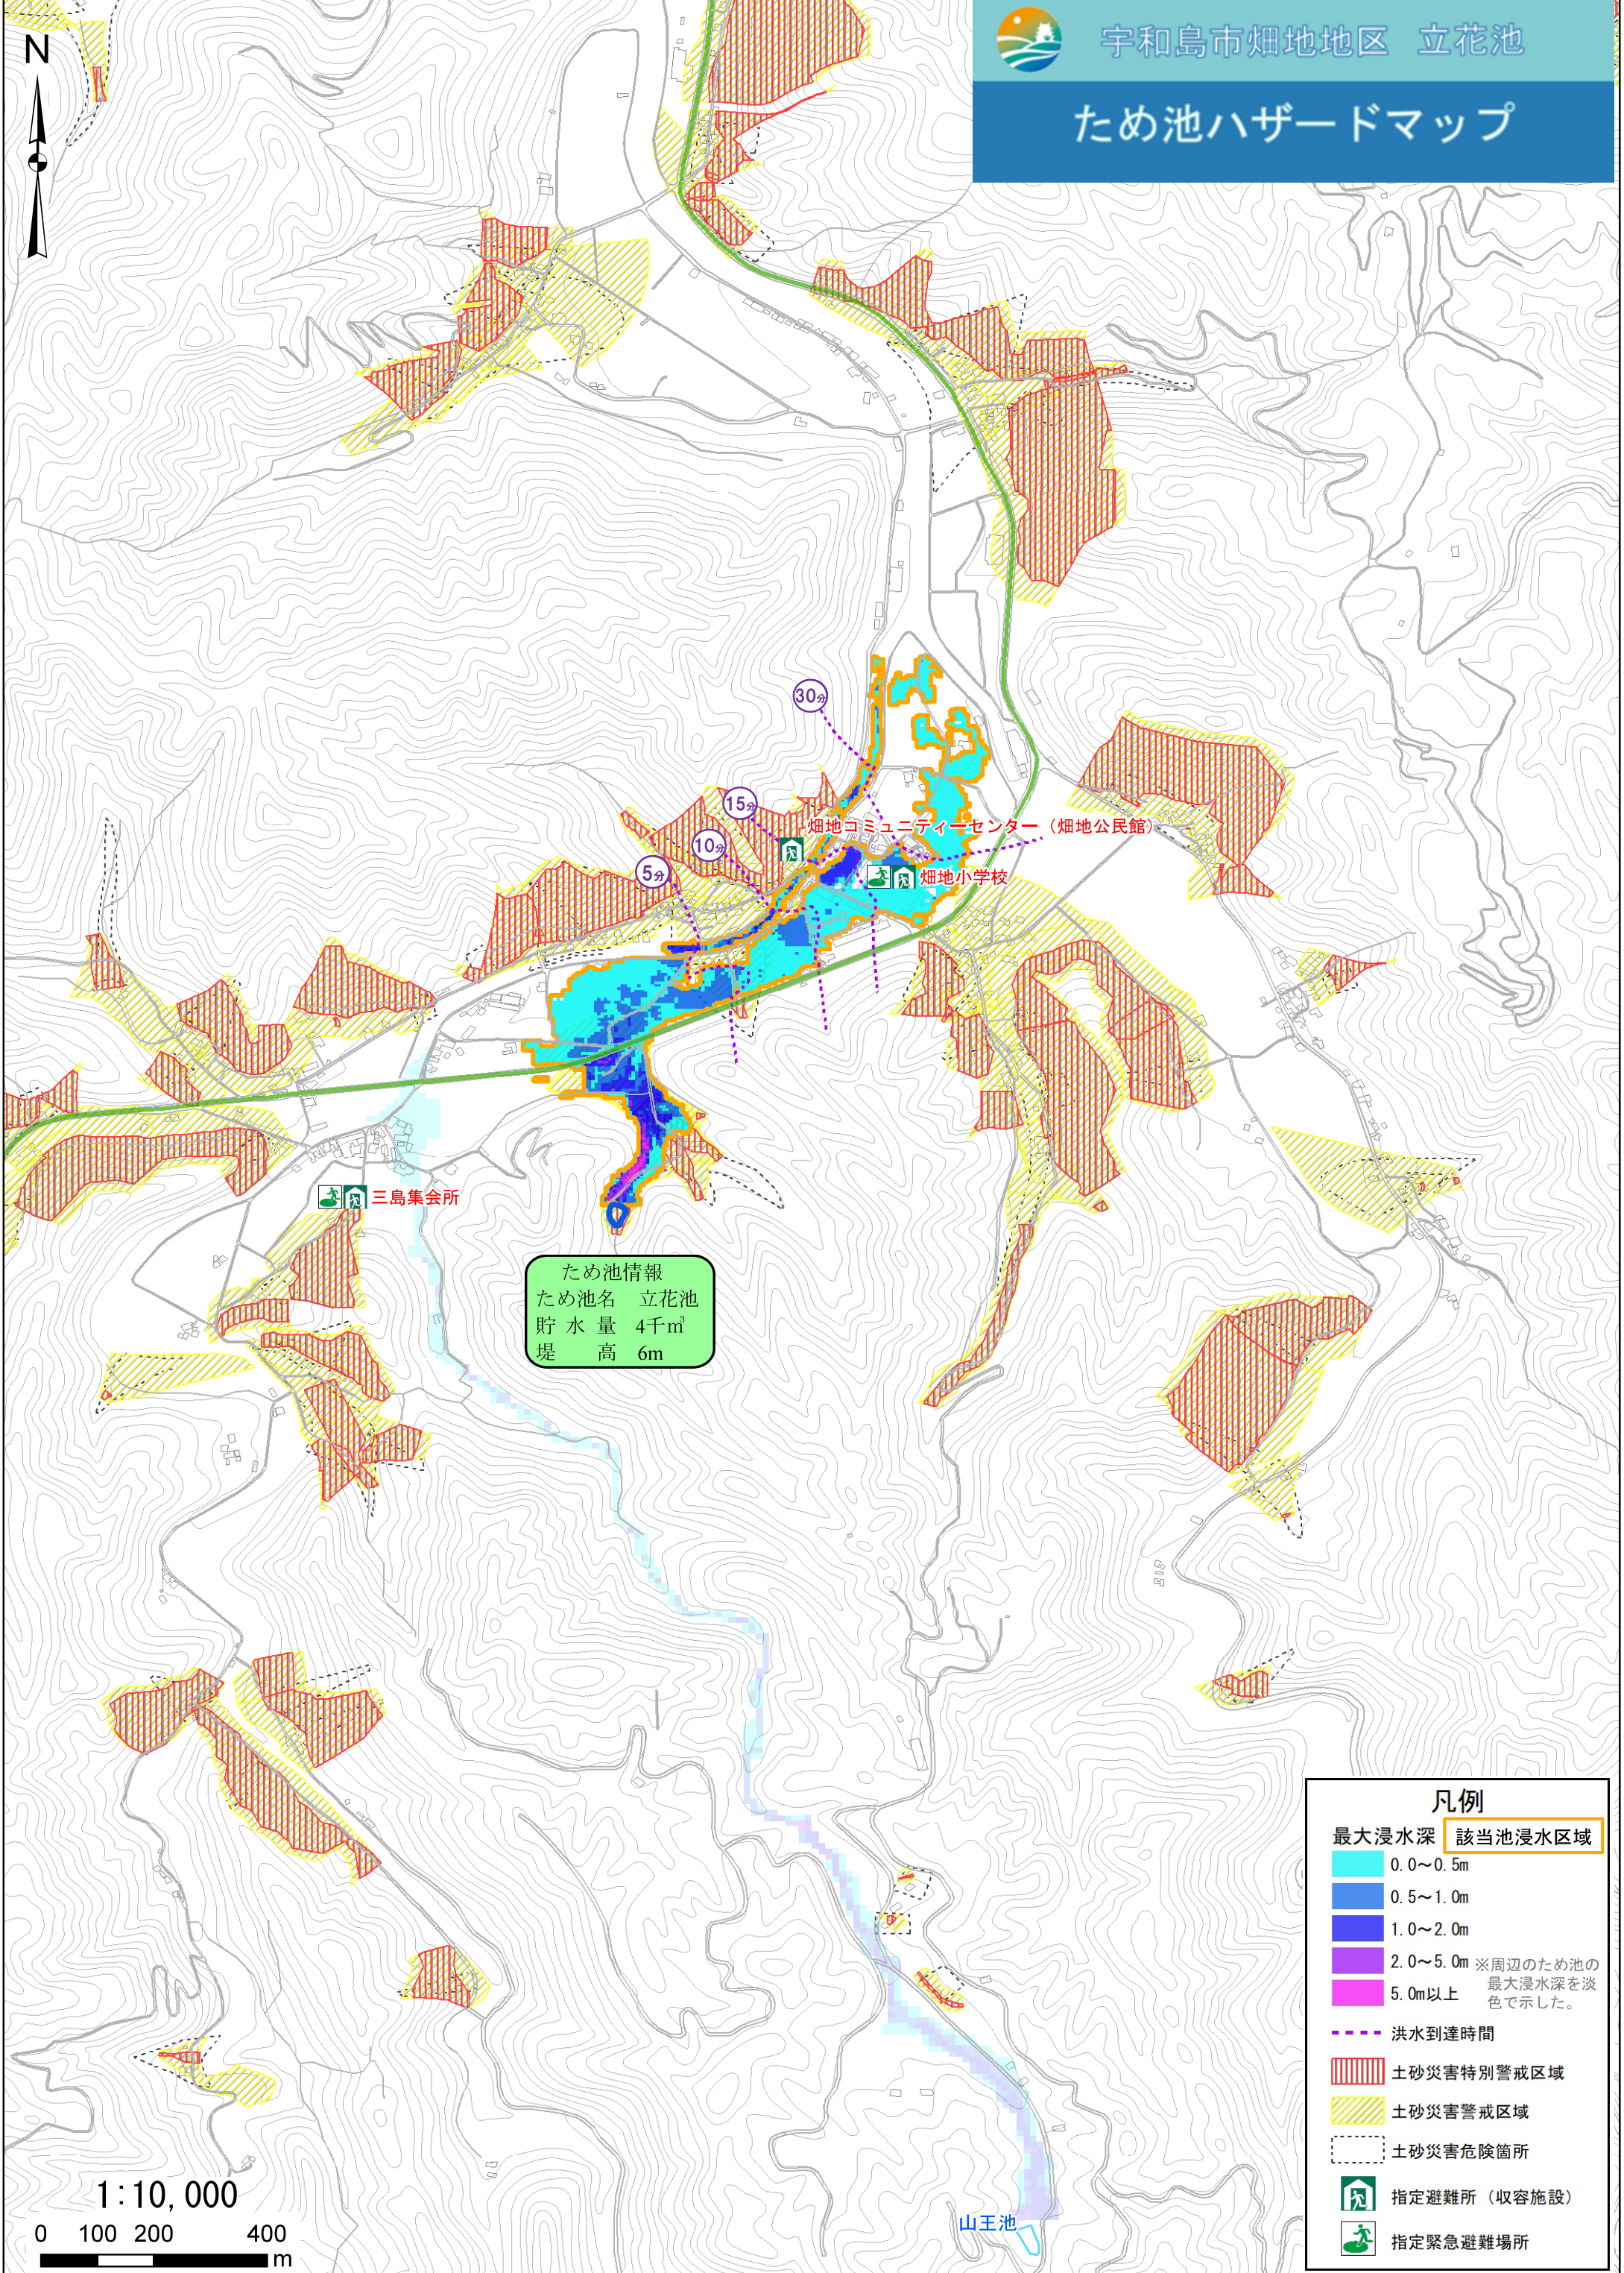 N
宇和島市畑地地区 立花池
ため池ハザードマップ
30分
15分
畑地コミュニティーセンター（畑地公民館）
10分
5分
畑地小学校
三島集会所
ため池情報
ため池名 立花池
貯水量 4千㎥
堤高 6m
凡例
最大浸水深 該当池浸水区域
0.0～0.5m
0.5～1.0m
1.0～2.0m
2.0～5.0m
5.0m以上
※周辺のため池の
最大浸水深を淡
色で示した。
洪水到達時間
土砂災害特別警戒区域
土砂災害警戒区域
土砂災害危険箇所
指定避難所（収容施設）
指定緊急避難場所
山王池
1:10,000
0 100 200 400
m